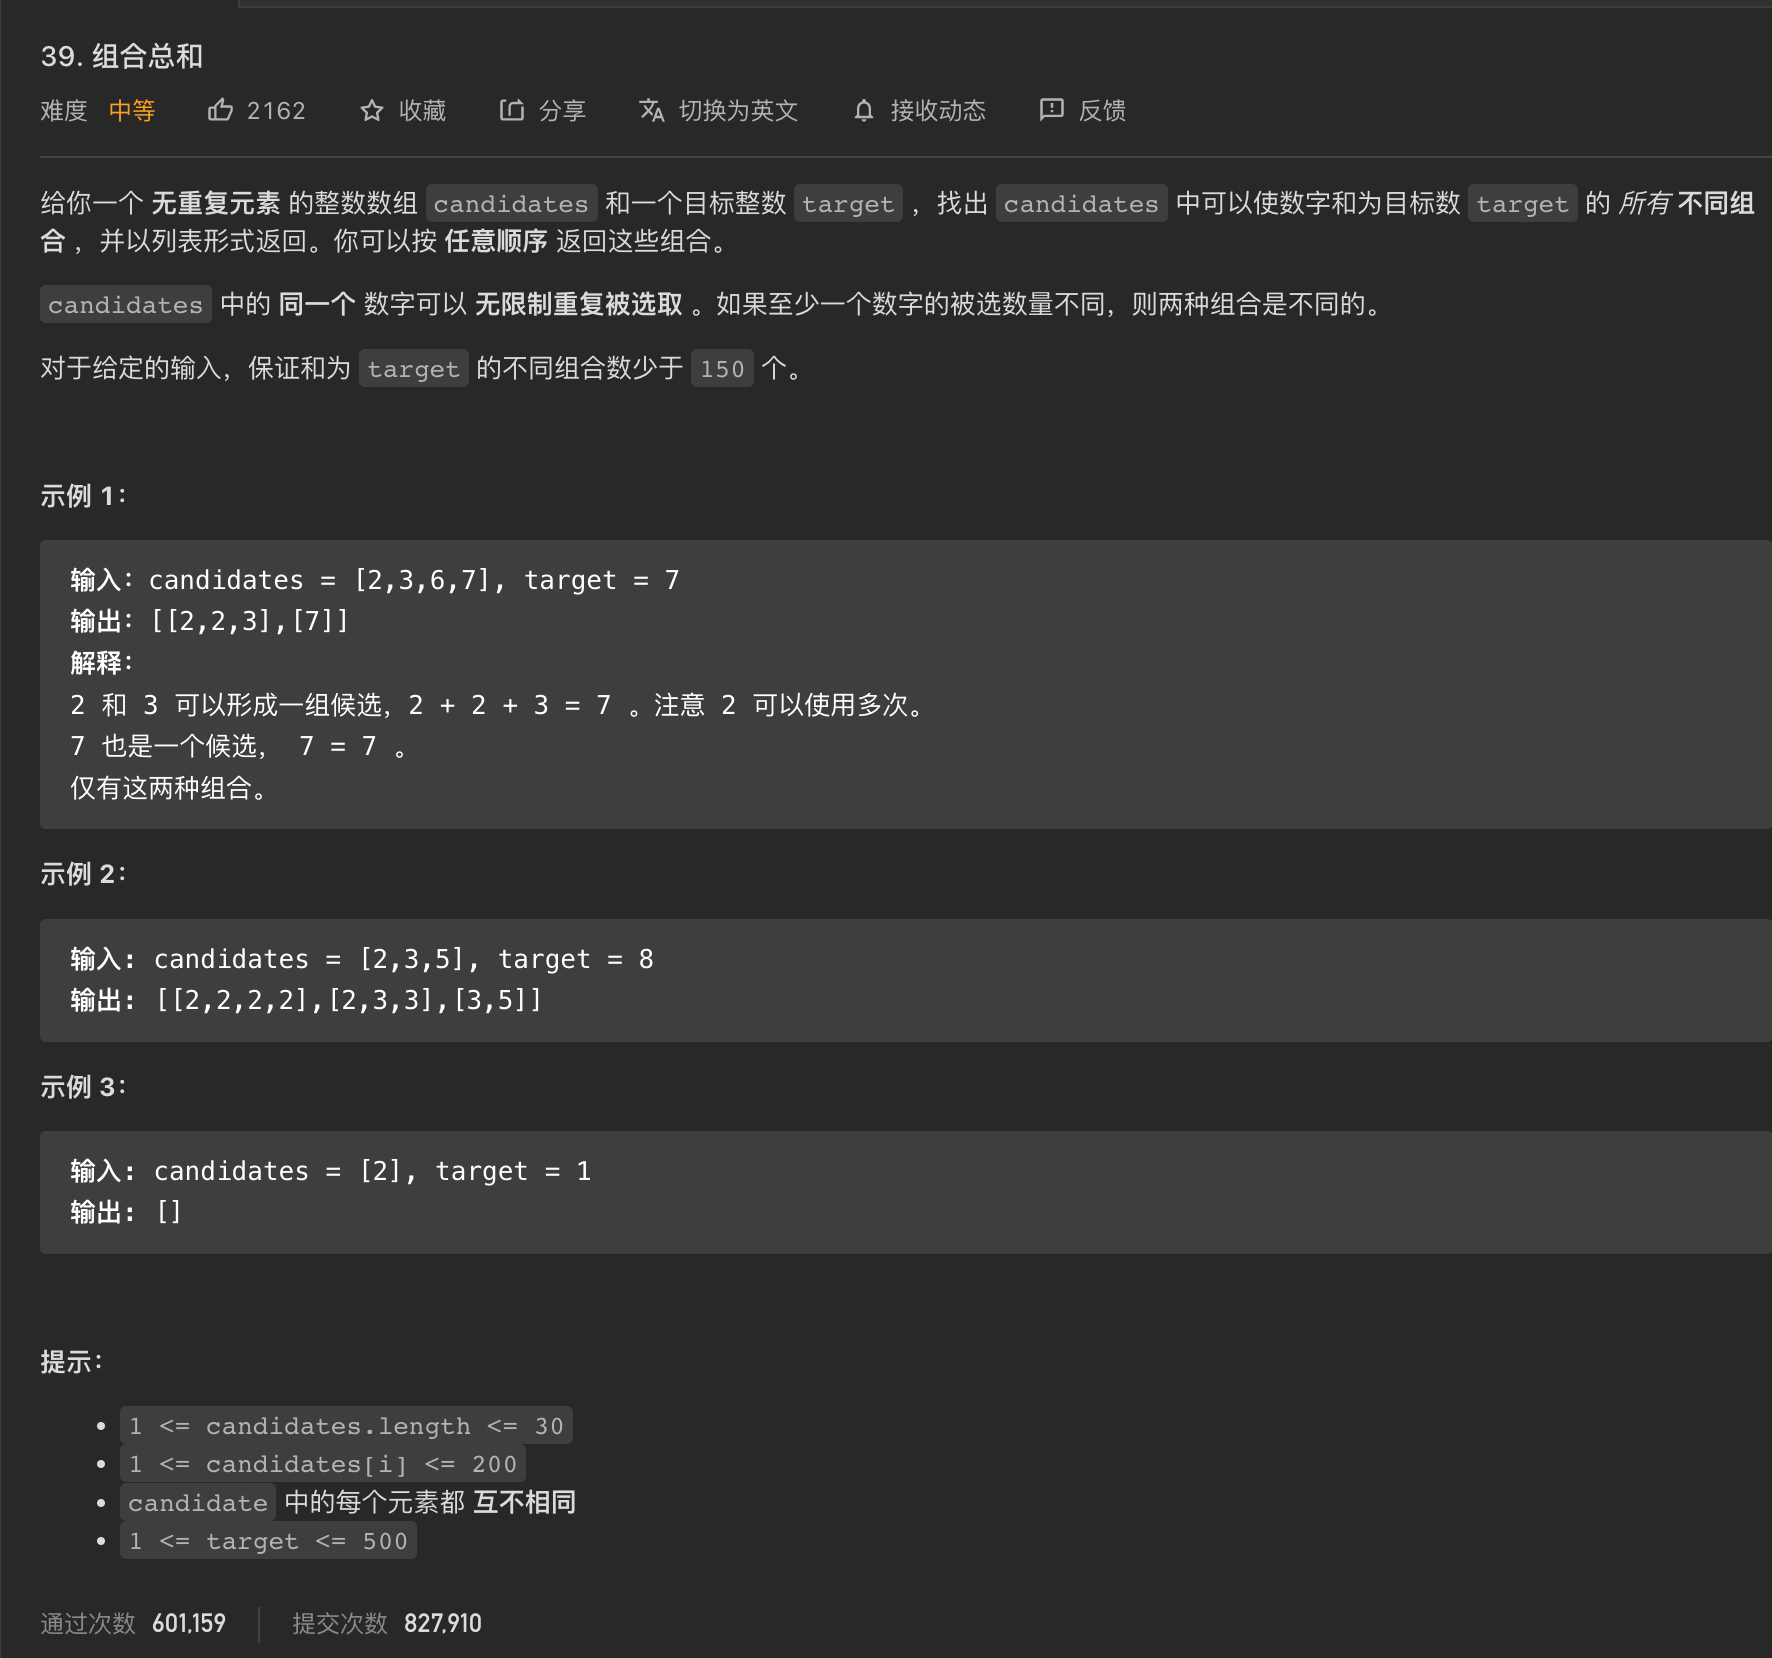 39. 组合总和
难度 中等 2162 收藏 分享 切换为英文 接收动态 反馈
给你一个 无重复元素 的整数数组 candidates 和一个目标整数 target ，找出 candidates 中可以使数字和为目标数 target 的 所有 不同组
合 ，并以列表形式返回。你可以按 任意顺序 返回这些组合。
candidates 中的 同一个 数字可以 无限制重复被选取 。如果至少一个数字的被选数量不同，则两种组合是不同的。
对于给定的输入，保证和为 target 的不同组合数少于 150 个。
示例 1：
输入：candidates = [2,3,6,7], target = 7
输出：[[2,2,3],[7]]
解释：
2 和 3 可以形成一组候选，2 + 2 + 3 = 7 。注意 2 可以使用多次。
7 也是一个候选， 7 = 7 。
仅有这两种组合。
示例 2：
输入: candidates = [2,3,5], target = 8
输出: [[2,2,2,2],[2,3,3],[3,5]]
示例 3：
输入: candidates = [2], target = 1
输出: []
提示：
• 1 <= candidates.length <= 30
• 1 <= candidates[i] <= 200
• candidate 中的每个元素都 互不相同
• 1 <= target <= 500
通过次数 601,159 提交次数 827,910